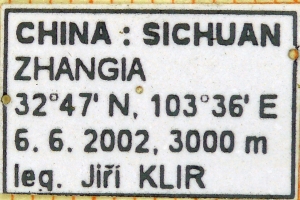 CHINA : SICHUAN
ZHANGIA
32°47' N, 103°36' E
6. 6. 2002, 3000 m
leg. Jiří KLIR